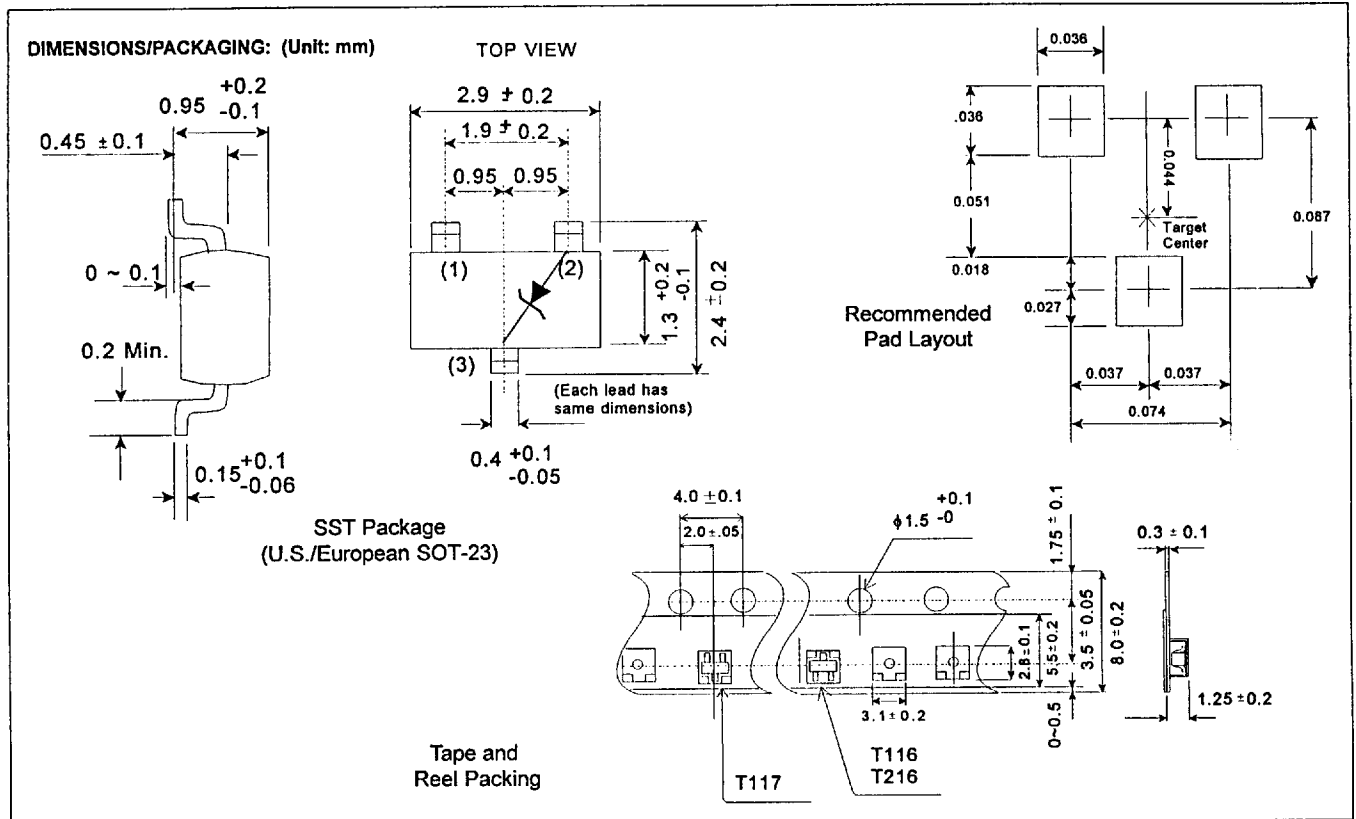 DIMENSIONS/PACKAGING: (Unit: mm)
TOP VIEW
0.95 +0.2 -0.1
0.45 ±0.1
0 ~ 0.1
0.2 Min.
0.15 +0.1 -0.06
2.9 ± 0.2
1.9 ± 0.2
0.95 0.95
(1) (2)
(3)
1.3 +0.2 -0.1
2.4 ±0.2
(Each lead has
same dimensions)
0.4 +0.1 -0.05
SST Package
(U.S./European SOT-23)
0.036
.036
0.051
0.044
0.087
Target
Center
0.018
0.027
Recommended
Pad Layout
0.037 0.037
0.074
4.0 ±0.1
2.0 ±.05
ϕ1.5 +0.1 -0
1.75 ± 0.1
0.3 ± 0.1
2.8±0.1
5.5±0.2
3.5 ± 0.05
8.0±0.2
3.1±0.2
0~0.5
1.25±0.2
Tape and
Reel Packing
T117
T116
T216